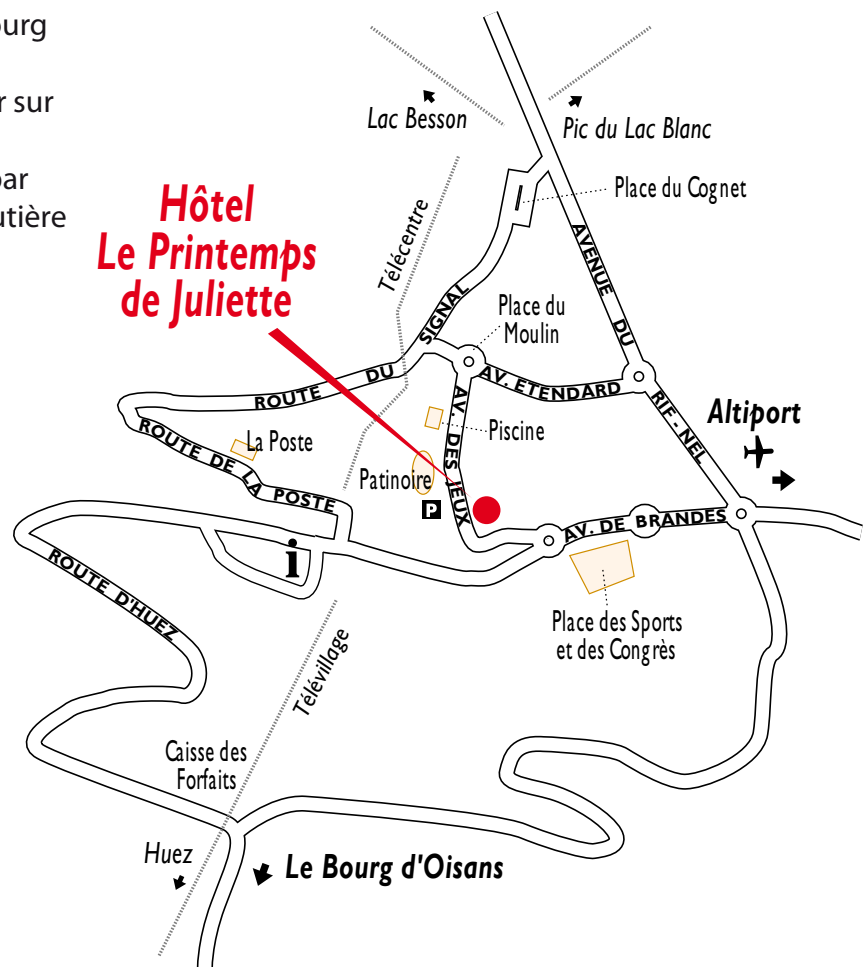 ourg
r sur
par
utière
Lac Besson
Pic du Lac Blanc
Place du Cognet
Hôtel
Le Printemps
de Juliette
Télécentre
AVENUE DU
RIF-NEL
SIGNAL
Place du
Moulin
ROUTE DU
AV. ETENDARD
Altiport
AV. DES JEUX
Piscine
ROUTE DE LA POSTE
La Poste
Patinoire
P
AV. DE BRANDES
i
ROUTE D'HUEZ
Place des Sports
et des Congrès
Télévillage
Caisse des
Forfaits
Huez
Le Bourg d'Oisans